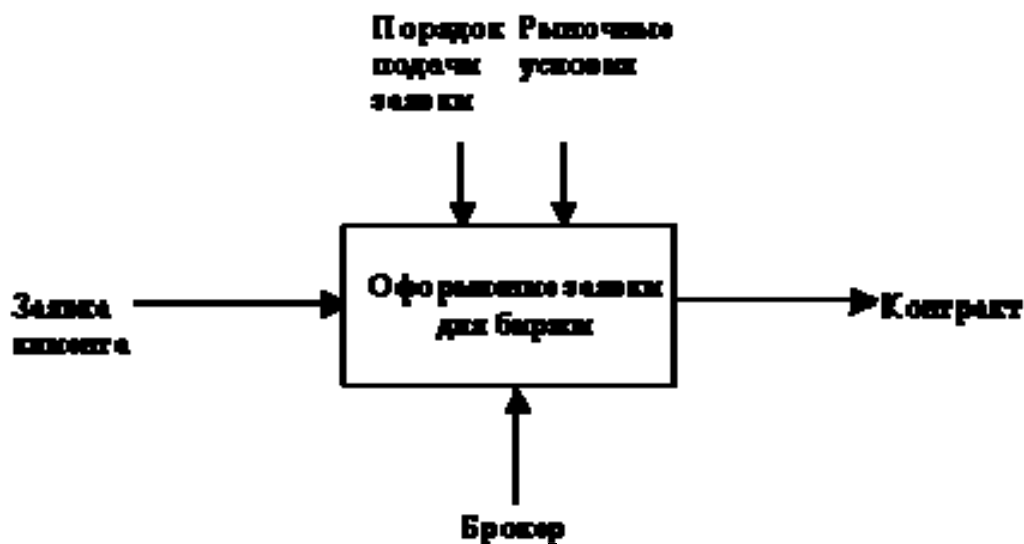 Порядок Рыночные
подачи условия
заявки
Оформление заявки
для биржи
Заявка
клиента
Контракт
Брокер